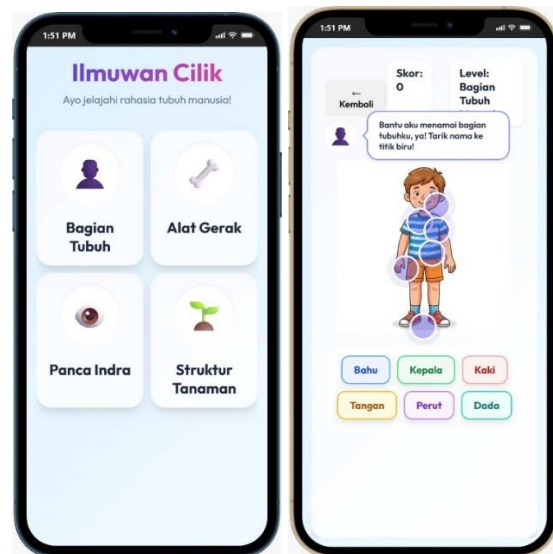 1:51 PM
Ilmuwan Cilik
Ayo jelajahi rahasia tubuh manusia!
Bagian
Tubuh
Alat Gerak
Panca Indra
Struktur
Tanaman
1:51 PM
←
Kembali
Skor:
0
Level:
Bagian
Tubuh
Bantu aku menamai bagian
tubuhku, ya! Tarik nama ke
titik biru!
Bahu
Kepala
Kaki
Tangan
Perut
Dada